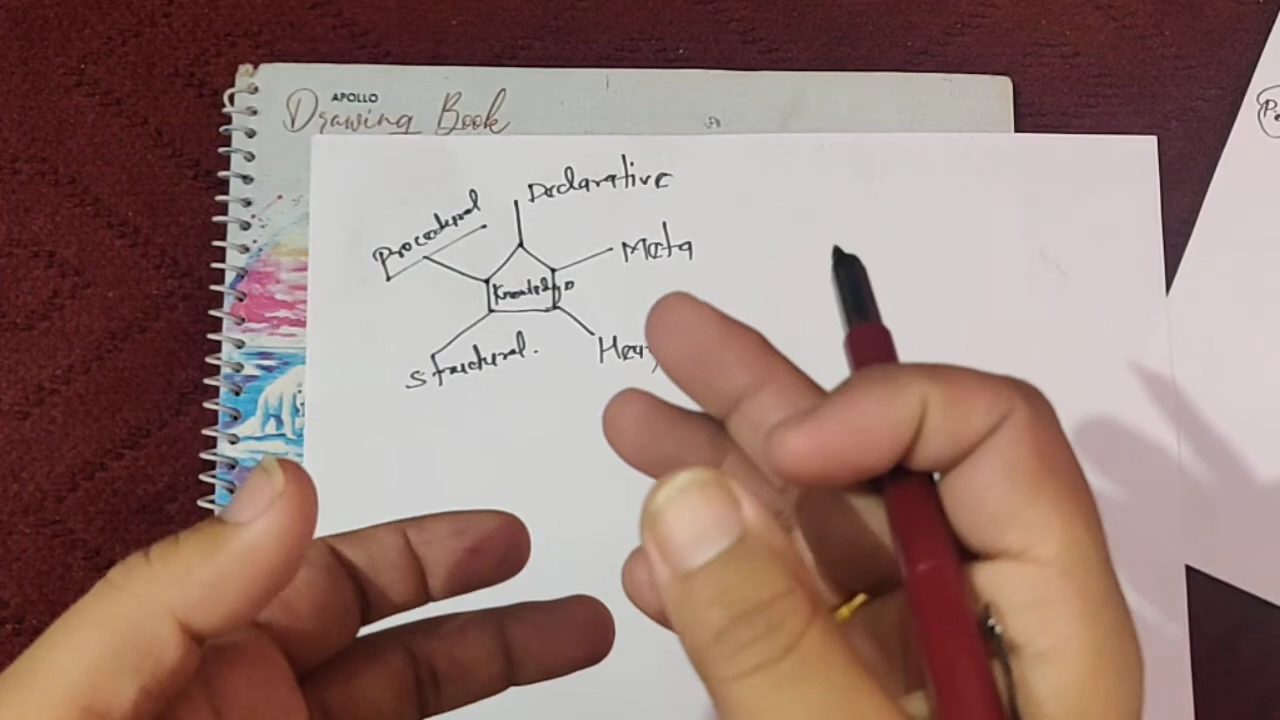 APOLLO
Drawing Book
Declarative
Procedural
Meta
Knowledge
Structural.